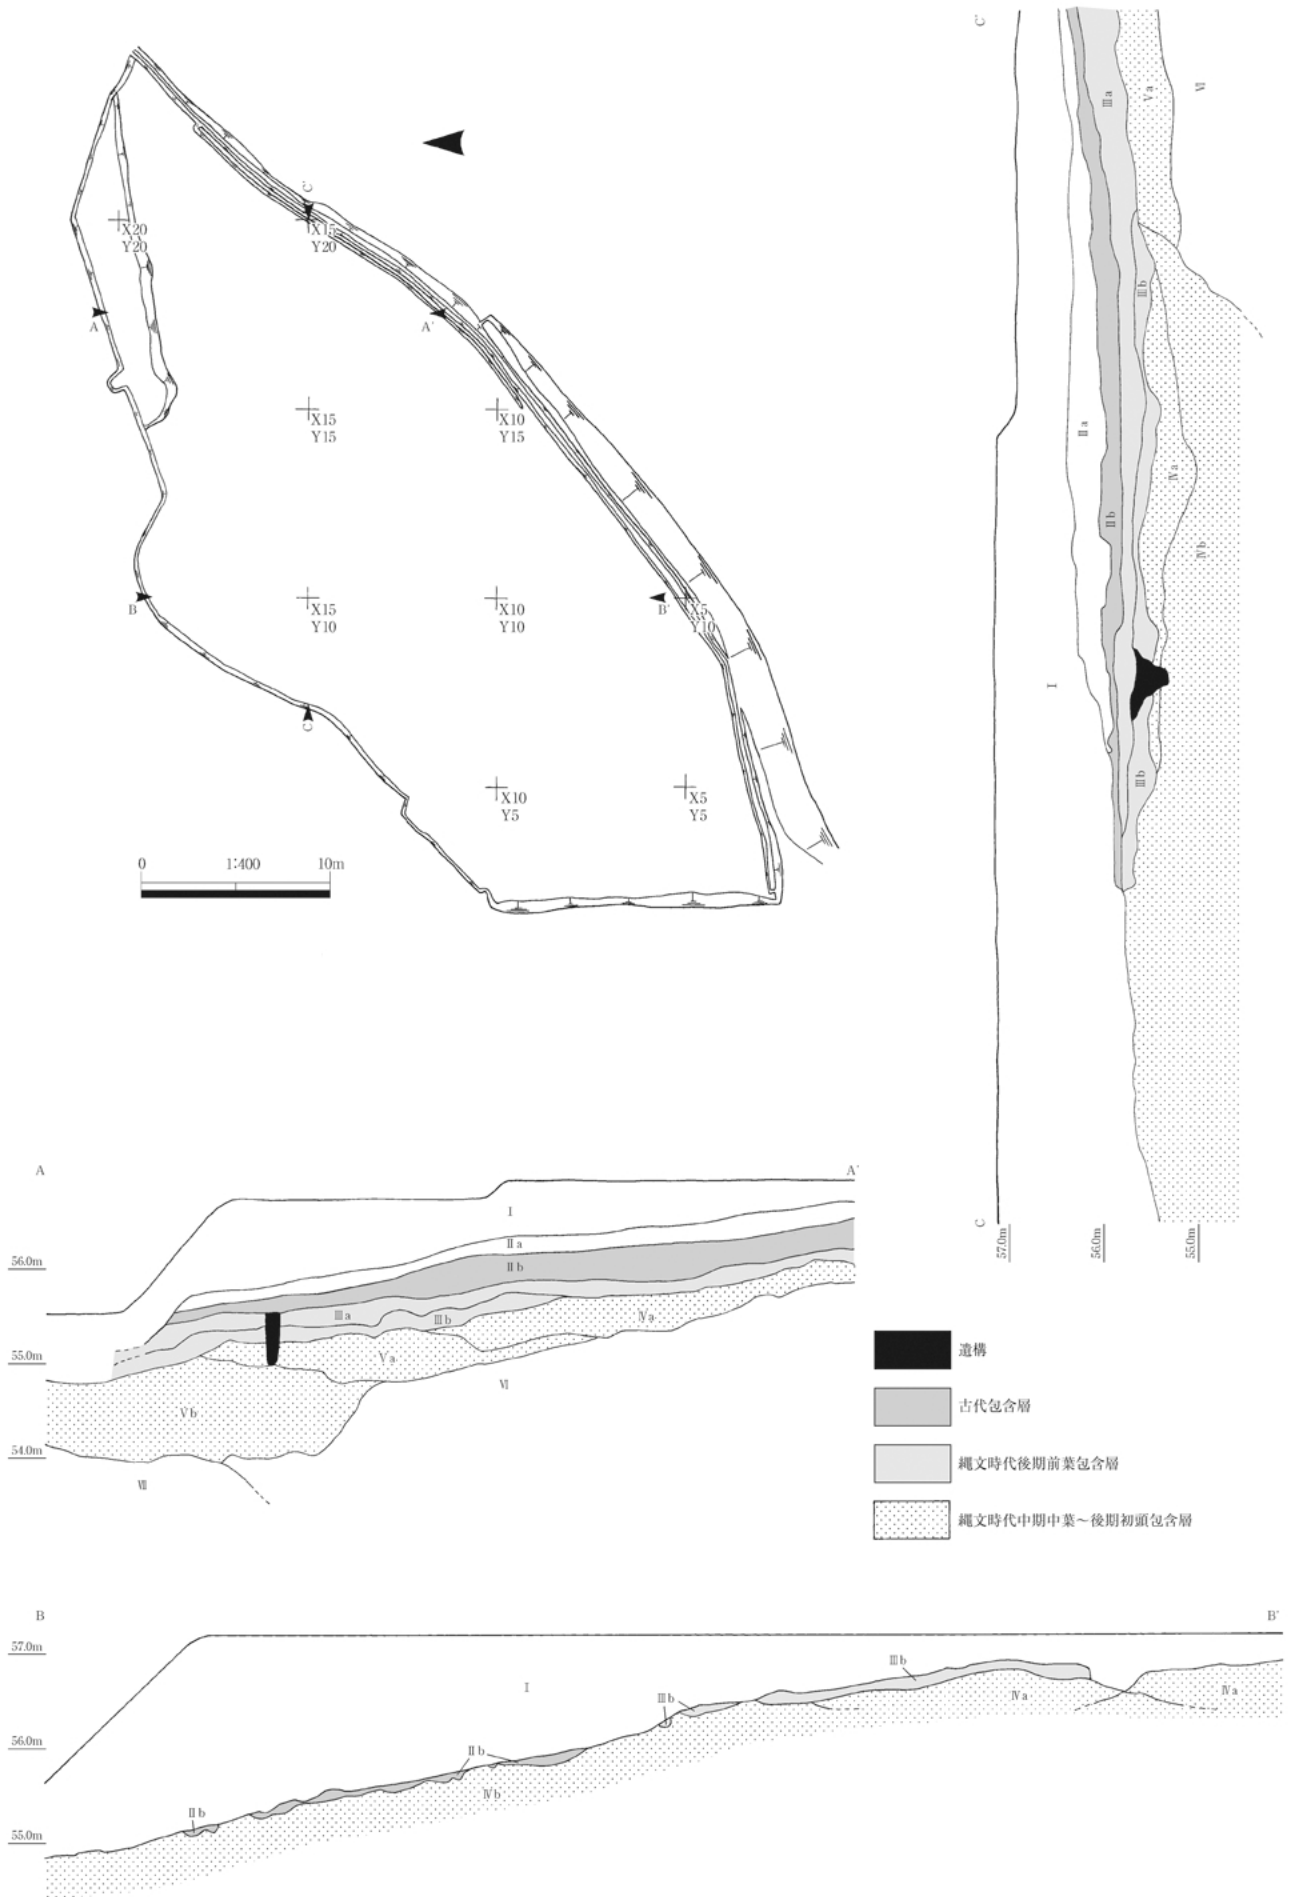 C'
X20
Y20
X15
Y20
A
A'
X15
Y15
X10
Y15
B
X15
Y10
X10
Y10
B'
X5
Y10
C
X10
Y5
X5
Y5
0 1:400 10m
C'
Ⅲa
Ⅴa
Ⅵ
Ⅲb
Ⅱa
Ⅳa
Ⅱb
Ⅳb
Ⅰ
Ⅲb
C
57.0m
56.0m
55.0m
A
A'
Ⅰ
Ⅱa
56.0m
Ⅱb
Ⅲa
Ⅲb
Ⅳa
55.0m
Ⅴa
Ⅵ
Ⅴb
54.0m
Ⅶ
遺構
古代包含層
縄文時代後期前葉包含層
縄文時代中期中葉～後期初頭包含層
B
B'
57.0m
Ⅰ
Ⅲb
Ⅲb
Ⅳa
Ⅳa
56.0m
Ⅱb
Ⅳb
Ⅱb
55.0m